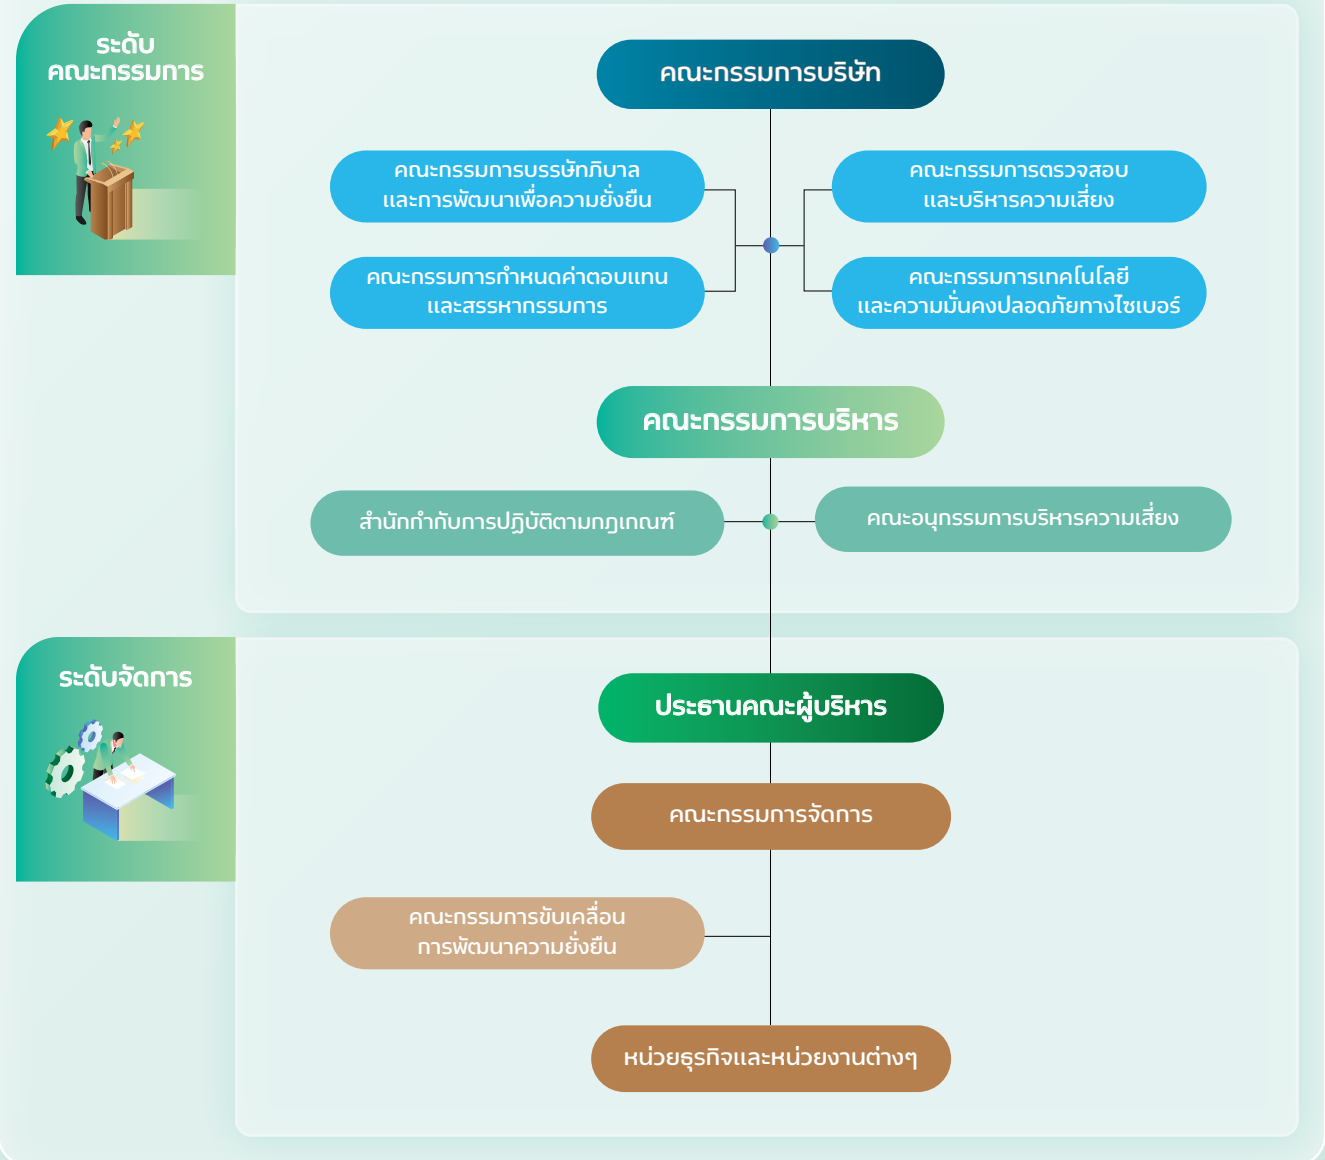 ระดับ
คณะกรรมการ
คณะกรรมการบริษัท
คณะกรรมการบรรษัทภิบาล
และการพัฒนาเพื่อความยั่งยืน
คณะกรรมการตรวจสอบ
และบริหารความเสี่ยง
คณะกรรมการกำหนดค่าตอบแทน
และสรรหากรรมการ
คณะกรรมการเทคโนโลยี
และความมั่นคงปลอดภัยทางไซเบอร์
คณะกรรมการบริหาร
สำนักกำกับการปฏิบัติตามกฎเกณฑ์
คณะอนุกรรมการบริหารความเสี่ยง
ระดับจัดการ
ประธานคณะผู้บริหาร
คณะกรรมการจัดการ
คณะกรรมการขับเคลื่อน
การพัฒนาความยั่งยืน
หน่วยธุรกิจและหน่วยงานต่างๆ